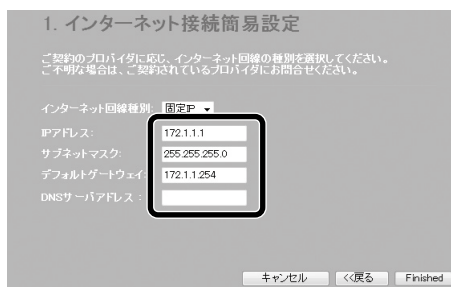 1. インターネット接続簡易設定
ご契約のプロバイダに応じ、インターネット回線の種別を選択してください。
ご不明な場合は、ご契約されているプロバイダにお問合せください。
インターネット回線種別: 固定IP
IPアドレス: 172.1.1.1
サブネットマスク: 255.255.255.0
デフォルトゲートウェイ: 172.1.1.254
DNSサーバアドレス:
キャンセル <<戻る Finished